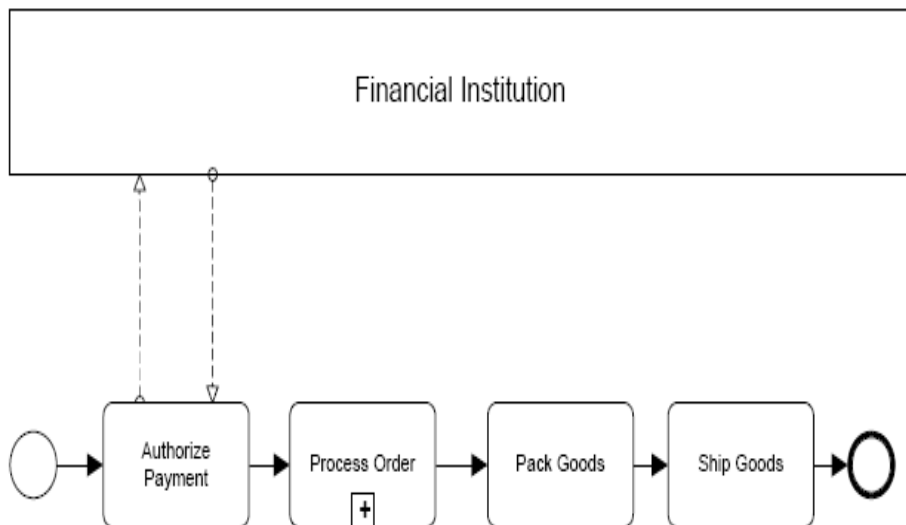 Financial Institution
Authorize
Payment
Process Order
Pack Goods
Ship Goods